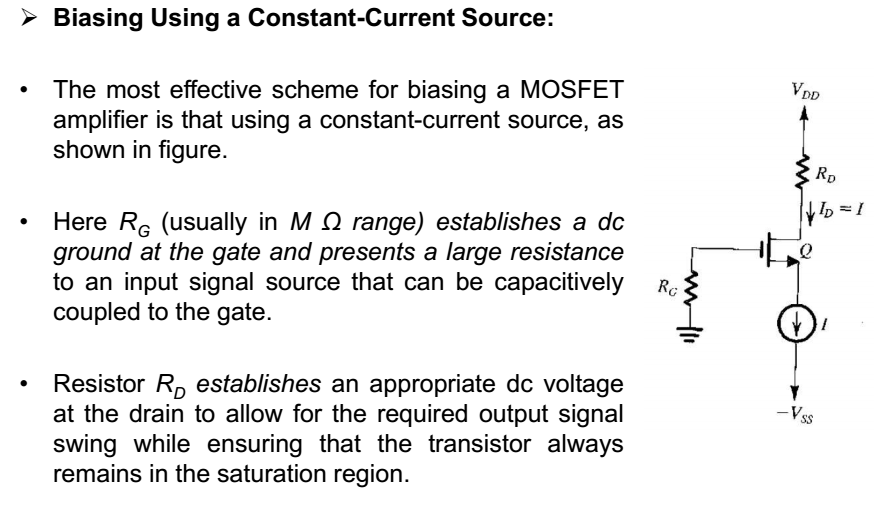 ➢ Biasing Using a Constant-Current Source:
• The most effective scheme for biasing a MOSFET
amplifier is that using a constant-current source, as
shown in figure.
• Here R_G (usually in M Ω range) establishes a dc
ground at the gate and presents a large resistance
to an input signal source that can be capacitively
coupled to the gate.
• Resistor R_D establishes an appropriate dc voltage
at the drain to allow for the required output signal
swing while ensuring that the transistor always
remains in the saturation region.
V_DD
R_D
I_D = I
Q
R_G
I
−V_SS